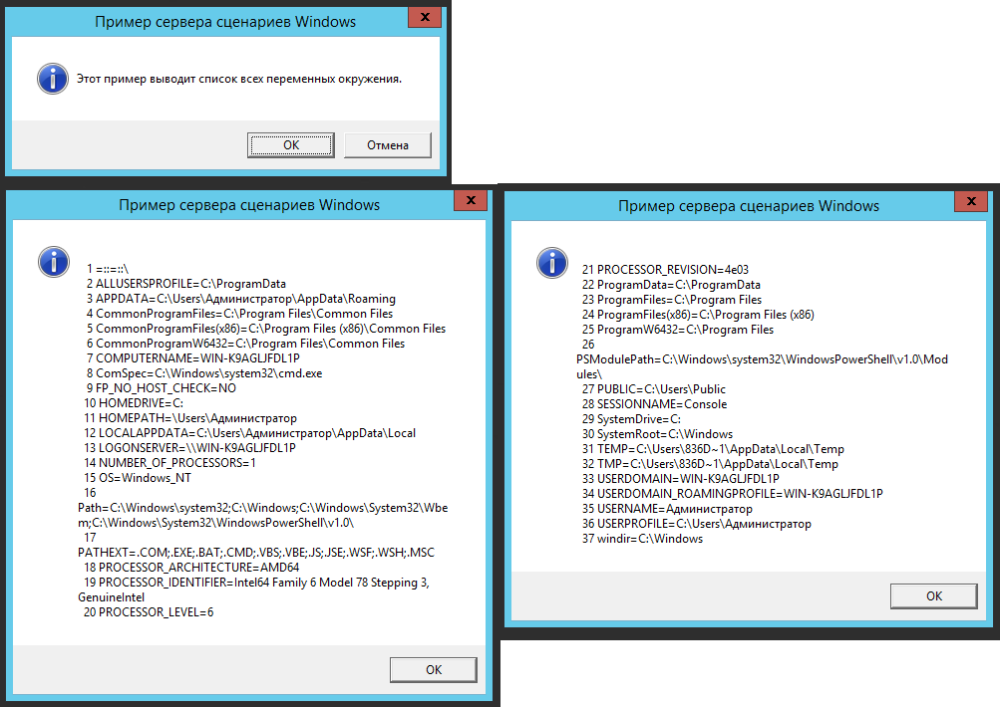 Пример сервера сценариев Windows
Этот пример выводит список всех переменных окружения.
OK
Отмена
Пример сервера сценариев Windows
1 =::=::\
2 ALLUSERSPROFILE=C:\ProgramData
3 APPDATA=C:\Users\Администратор\AppData\Roaming
4 CommonProgramFiles=C:\Program Files\Common Files
5 CommonProgramFiles(x86)=C:\Program Files (x86)\Common Files
6 CommonProgramW6432=C:\Program Files\Common Files
7 COMPUTERNAME=WIN-K9AGLJFDL1P
8 ComSpec=C:\Windows\system32\cmd.exe
9 FP_NO_HOST_CHECK=NO
10 HOMEDRIVE=C:
11 HOMEPATH=\Users\Администратор
12 LOCALAPPDATA=C:\Users\Администратор\AppData\Local
13 LOGONSERVER=\\WIN-K9AGLJFDL1P
14 NUMBER_OF_PROCESSORS=1
15 OS=Windows_NT
16
Path=C:\Windows\system32;C:\Windows;C:\Windows\System32\Wbe
m;C:\Windows\System32\WindowsPowerShell\v1.0\
17
PATHEXT=.COM;.EXE;.BAT;.CMD;.VBS;.VBE;.JS;.JSE;.WSF;.WSH;.MSC
18 PROCESSOR_ARCHITECTURE=AMD64
19 PROCESSOR_IDENTIFIER=Intel64 Family 6 Model 78 Stepping 3,
GenuineIntel
20 PROCESSOR_LEVEL=6
OK
Пример сервера сценариев Windows
21 PROCESSOR_REVISION=4e03
22 ProgramData=C:\ProgramData
23 ProgramFiles=C:\Program Files
24 ProgramFiles(x86)=C:\Program Files (x86)
25 ProgramW6432=C:\Program Files
26
PSModulePath=C:\Windows\system32\WindowsPowerShell\v1.0\Mod
ules\
27 PUBLIC=C:\Users\Public
28 SESSIONNAME=Console
29 SystemDrive=C:
30 SystemRoot=C:\Windows
31 TEMP=C:\Users\836D~1\AppData\Local\Temp
32 TMP=C:\Users\836D~1\AppData\Local\Temp
33 USERDOMAIN=WIN-K9AGLJFDL1P
34 USERDOMAIN_ROAMINGPROFILE=WIN-K9AGLJFDL1P
35 USERNAME=Администратор
36 USERPROFILE=C:\Users\Администратор
37 windir=C:\Windows
OK